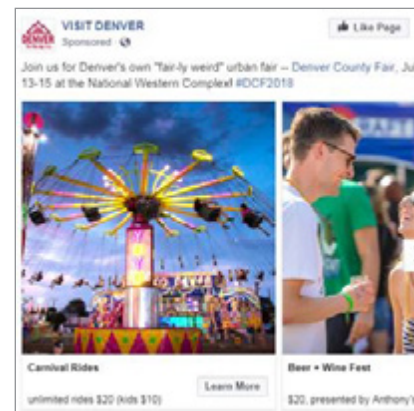 VISIT DENVER
Like Page
Sponsored ·
Join us for Denver's own "fair-ly weird" urban fair -- Denver County Fair, Ju
13-15 at the National Western Complex! #DCF2018
DENVER
Carnival Rides
Beer + Wine Fest
Learn More
unlimited rides $20 (kids $10)
$20, presented by Anthony's